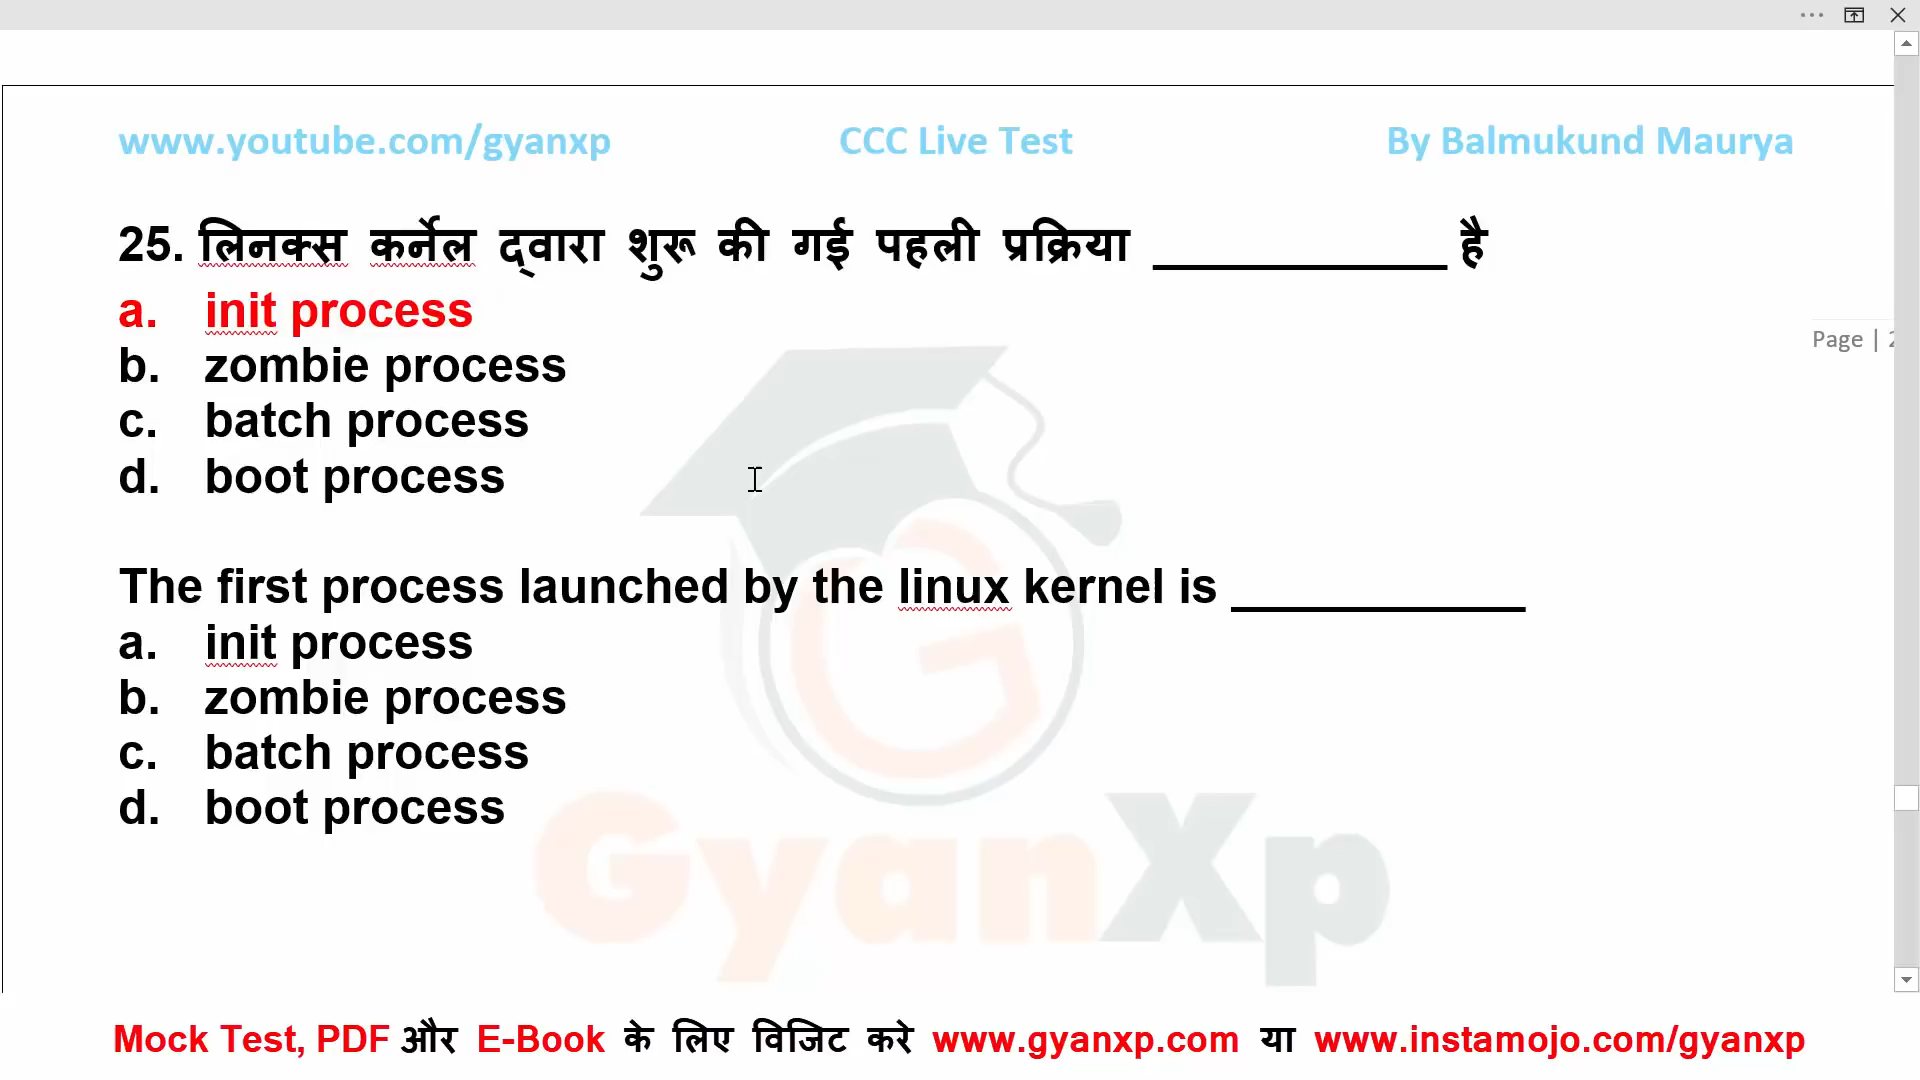 www.youtube.com/gyanxp CCC Live Test By Balmukund Maurya
25. लिनक्स कर्नेल द्वारा शुरू की गई पहली प्रक्रिया ____________ है
a. init process
Page | 2
b. zombie process
c. batch process
d. boot process
The first process launched by the linux kernel is ____________
a. init process
b. zombie process
c. batch process
d. boot process
GyanXp
Mock Test, PDF और E-Book के लिए विजिट करे www.gyanxp.com या www.instamojo.com/gyanxp